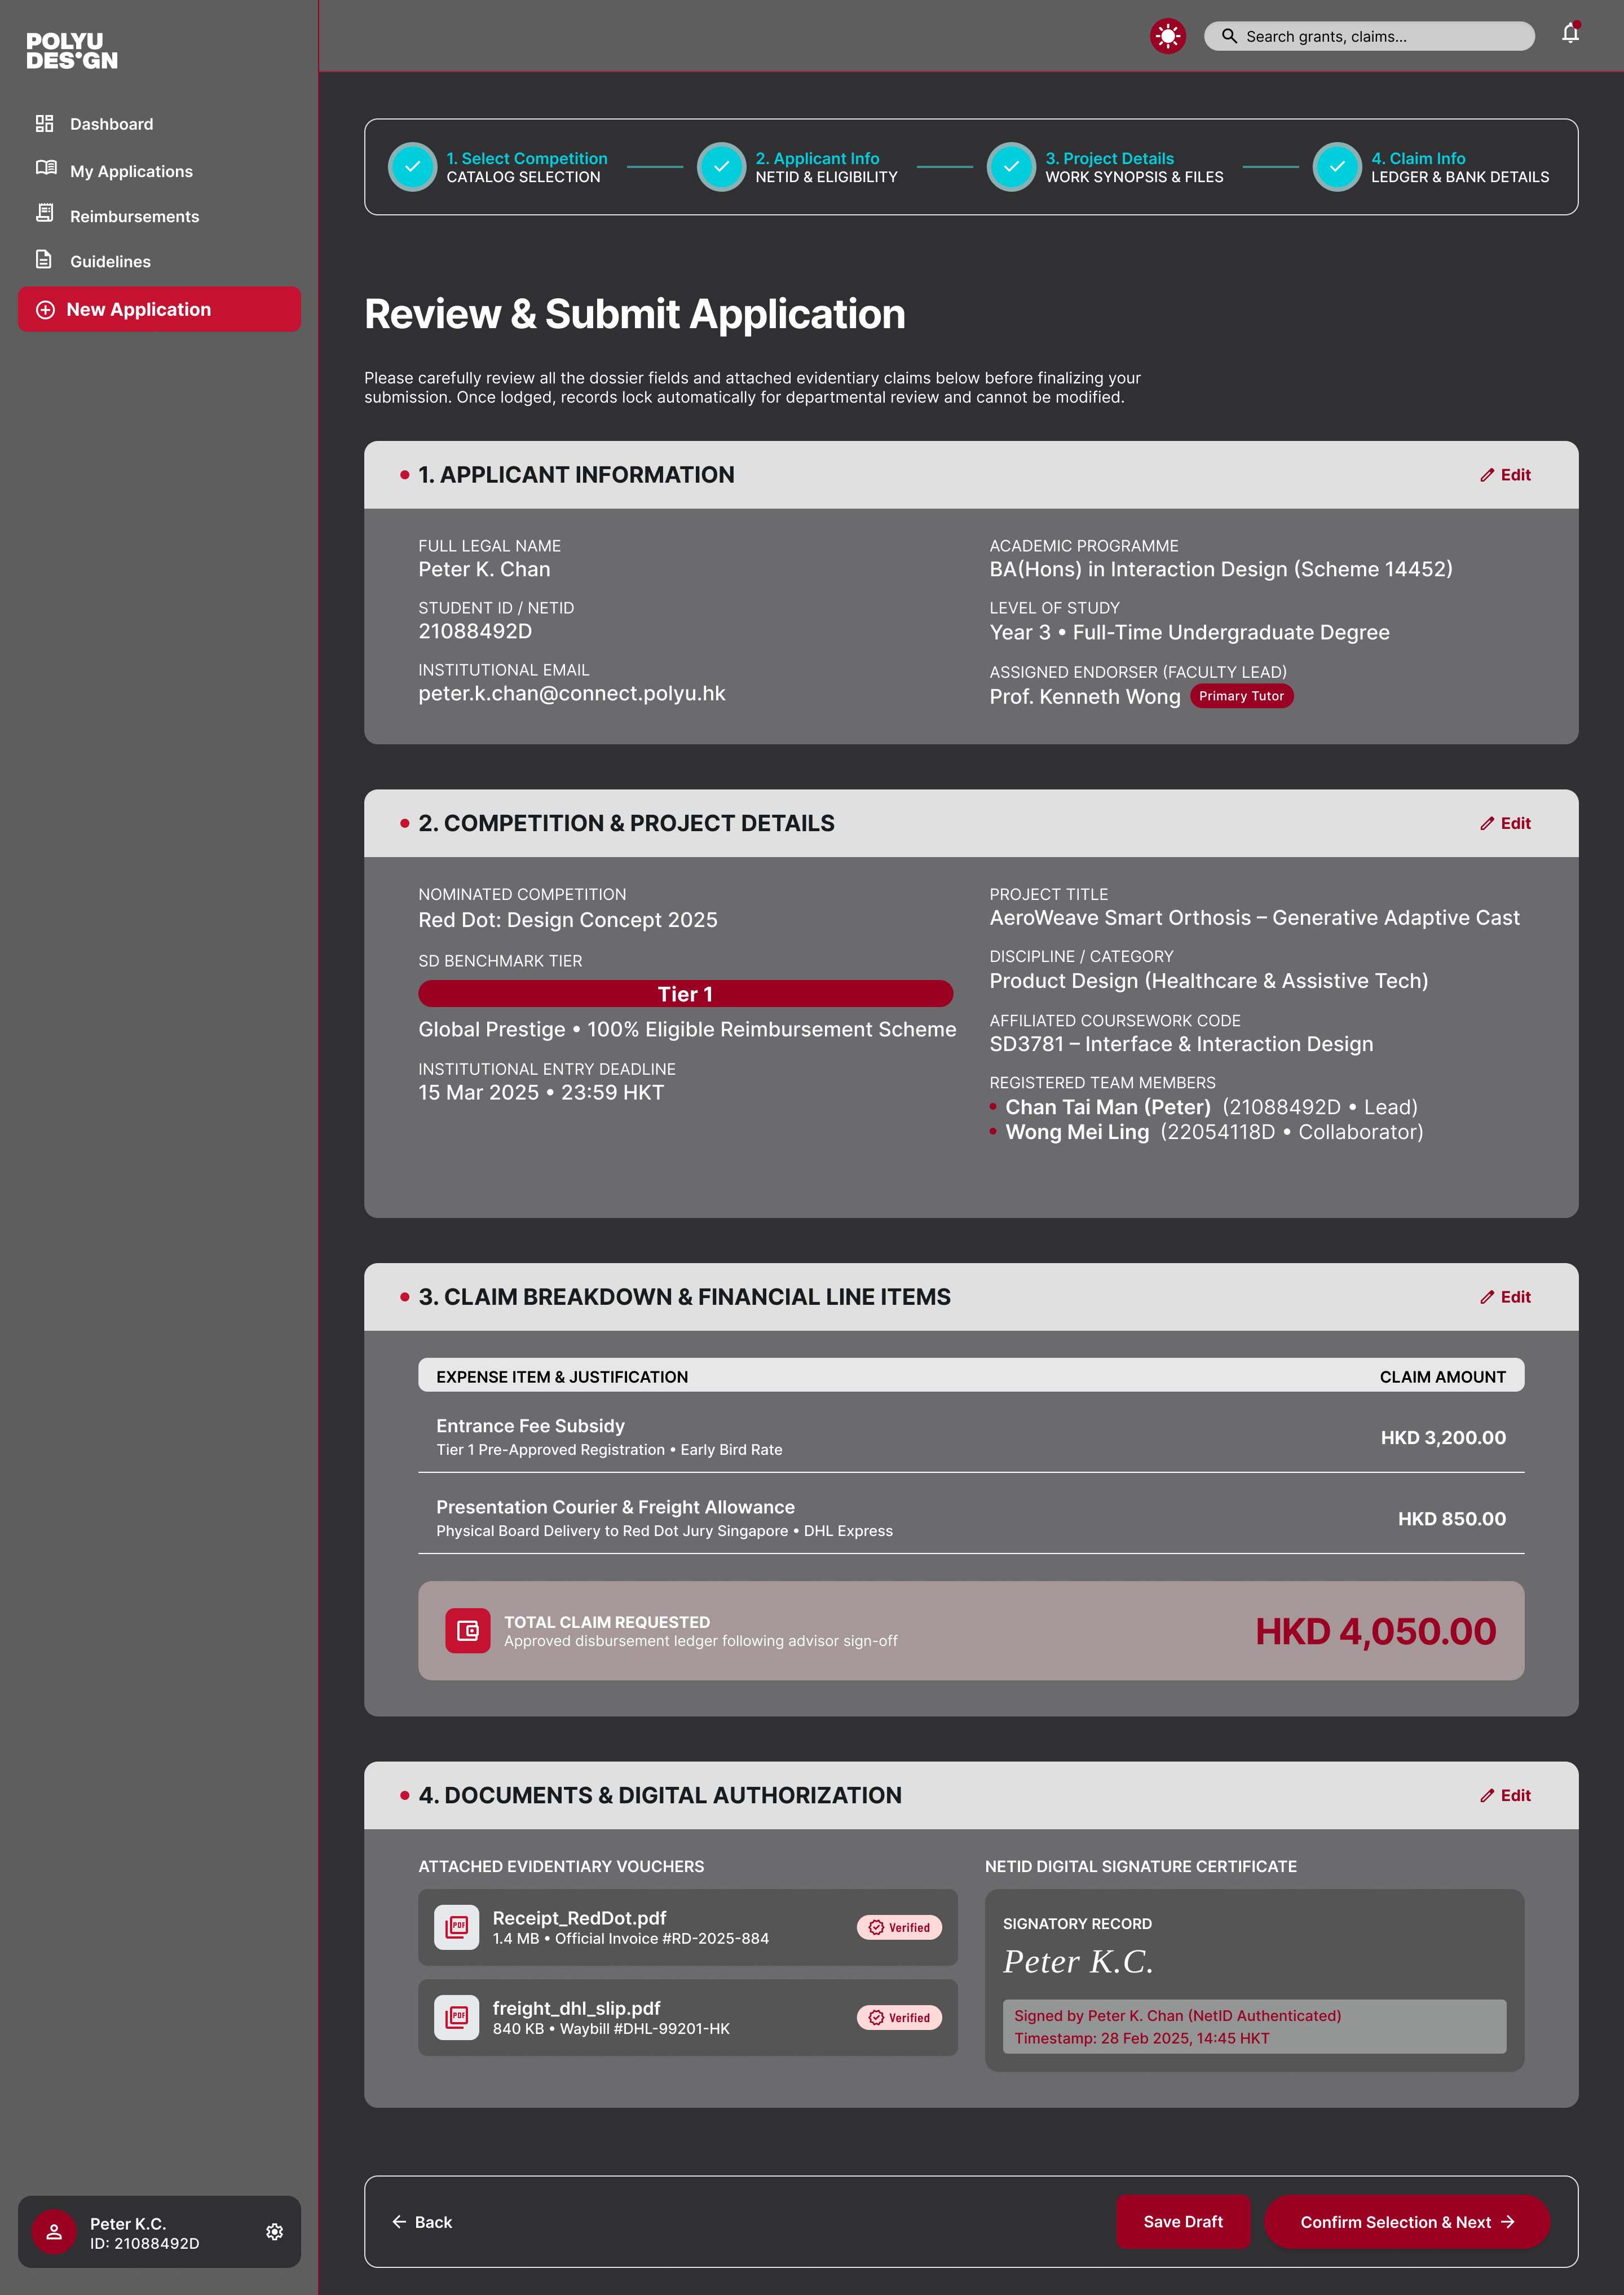 POLYU
DES•GN
Dashboard
My Applications
Reimbursements
Guidelines
New Application
Search grants, claims...
1. Select Competition
CATALOG SELECTION
2. Applicant Info
NETID & ELIGIBILITY
3. Project Details
WORK SYNOPSIS & FILES
4. Claim Info
LEDGER & BANK DETAILS
Review & Submit Application
Please carefully review all the dossier fields and attached evidentiary claims below before finalizing your
submission. Once lodged, records lock automatically for departmental review and cannot be modified.
• 1. APPLICANT INFORMATION
Edit
FULL LEGAL NAME
Peter K. Chan
STUDENT ID / NETID
21088492D
INSTITUTIONAL EMAIL
peter.k.chan@connect.polyu.hk
ACADEMIC PROGRAMME
BA(Hons) in Interaction Design (Scheme 14452)
LEVEL OF STUDY
Year 3 • Full-Time Undergraduate Degree
ASSIGNED ENDORSER (FACULTY LEAD)
Prof. Kenneth Wong Primary Tutor
• 2. COMPETITION & PROJECT DETAILS
Edit
NOMINATED COMPETITION
Red Dot: Design Concept 2025
SD BENCHMARK TIER
Tier 1
Global Prestige • 100% Eligible Reimbursement Scheme
INSTITUTIONAL ENTRY DEADLINE
15 Mar 2025 • 23:59 HKT
PROJECT TITLE
AeroWeave Smart Orthosis – Generative Adaptive Cast
DISCIPLINE / CATEGORY
Product Design (Healthcare & Assistive Tech)
AFFILIATED COURSEWORK CODE
SD3781 – Interface & Interaction Design
REGISTERED TEAM MEMBERS
• Chan Tai Man (Peter) (21088492D • Lead)
• Wong Mei Ling (22054118D • Collaborator)
• 3. CLAIM BREAKDOWN & FINANCIAL LINE ITEMS
Edit
EXPENSE ITEM & JUSTIFICATION
CLAIM AMOUNT
Entrance Fee Subsidy
Tier 1 Pre-Approved Registration • Early Bird Rate
HKD 3,200.00
Presentation Courier & Freight Allowance
Physical Board Delivery to Red Dot Jury Singapore • DHL Express
HKD 850.00
TOTAL CLAIM REQUESTED
Approved disbursement ledger following advisor sign-off
HKD 4,050.00
• 4. DOCUMENTS & DIGITAL AUTHORIZATION
Edit
ATTACHED EVIDENTIARY VOUCHERS
PDF
Receipt_RedDot.pdf
1.4 MB • Official Invoice #RD-2025-884
Verified
PDF
freight_dhl_slip.pdf
840 KB • Waybill #DHL-99201-HK
Verified
NETID DIGITAL SIGNATURE CERTIFICATE
SIGNATORY RECORD
Peter K.C.
Signed by Peter K. Chan (NetID Authenticated)
Timestamp: 28 Feb 2025, 14:45 HKT
Peter K.C.
ID: 21088492D
Back
Save Draft
Confirm Selection & Next